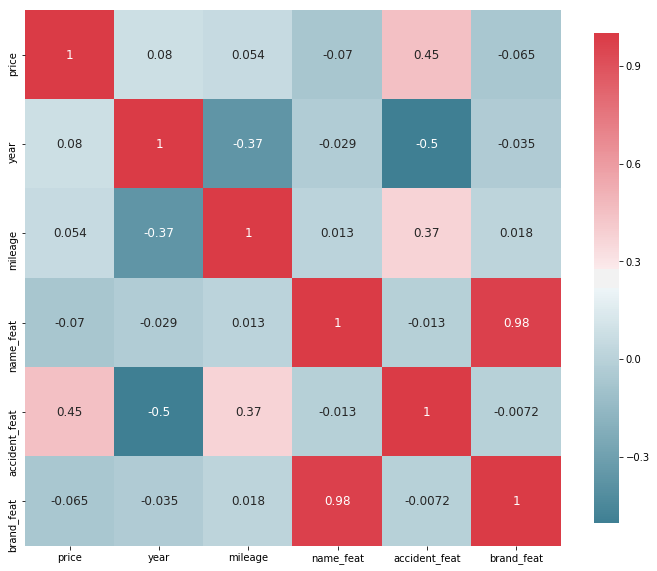 price 1 0.08 0.054 -0.07 0.45 -0.065
year 0.08 1 -0.37 -0.029 -0.5 -0.035
mileage 0.054 -0.37 1 0.013 0.37 0.018
name_feat -0.07 -0.029 0.013 1 -0.013 0.98
accident_feat 0.45 -0.5 0.37 -0.013 1 -0.0072
brand_feat -0.065 -0.035 0.018 0.98 -0.0072 1
price year mileage name_feat accident_feat brand_feat
0.9
0.6
0.3
0.0
−0.3